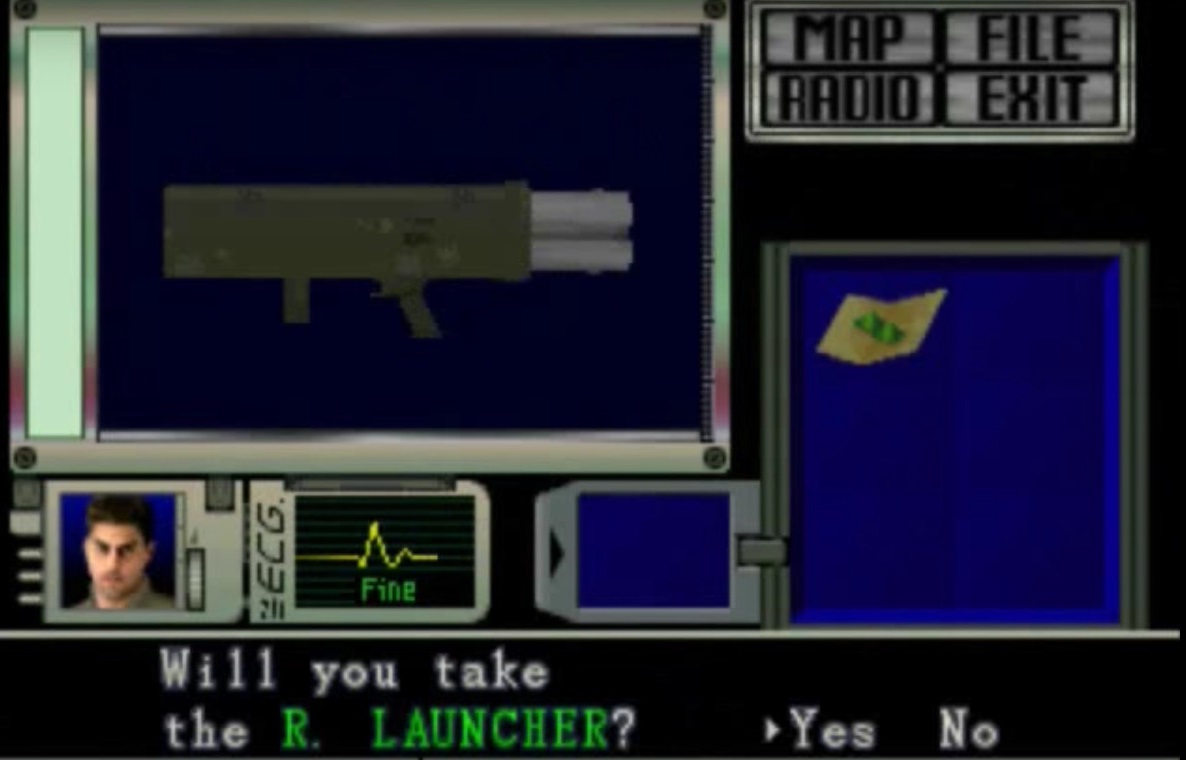 MAP FILE
RADIO EXIT
ECG.
Fine
Will you take
the R. LAUNCHER? Yes No